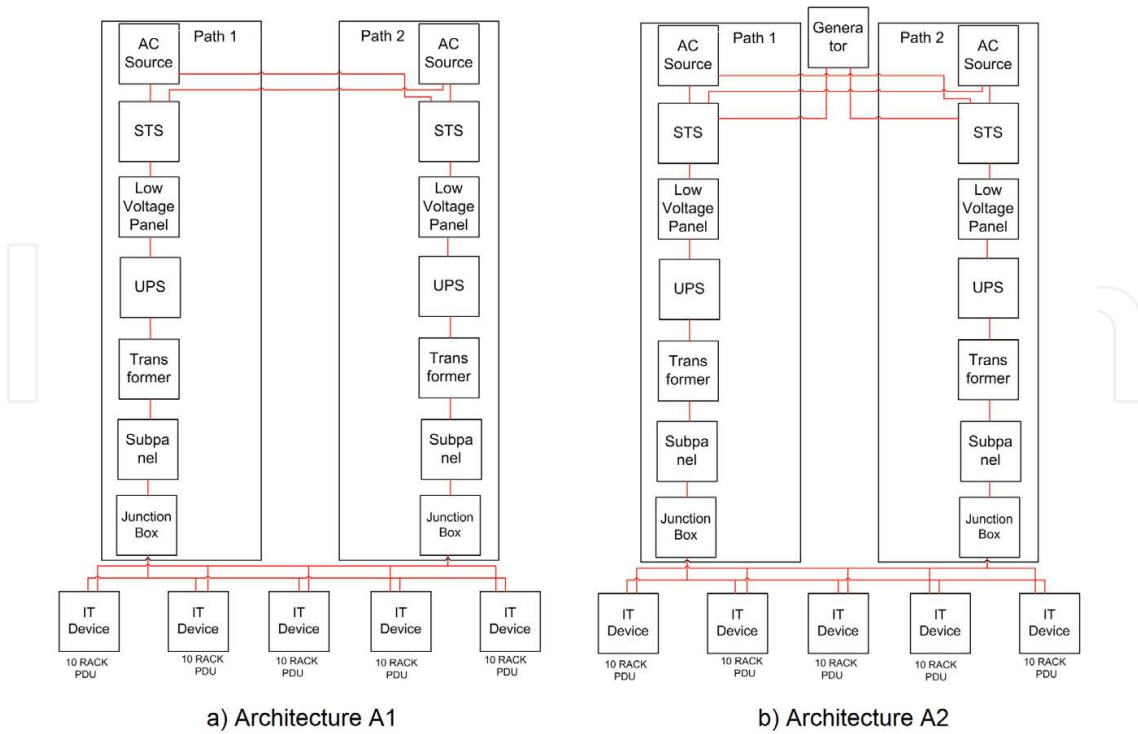 Path 1
AC
Source
STS
Low
Voltage
Panel
UPS
Trans
former
Subpa
nel
Junction
Box
Path 2
AC
Source
STS
Low
Voltage
Panel
UPS
Trans
former
Subpa
nel
Junction
Box
IT
Device
10 RACK
PDU
IT
Device
10 RACK
PDU
IT
Device
10 RACK
PDU
IT
Device
10 RACK
PDU
IT
Device
10 RACK
PDU
a) Architecture A1
Path 1
AC
Source
STS
Low
Voltage
Panel
UPS
Trans
former
Subpa
nel
Junction
Box
Genera
tor
Path 2
AC
Source
STS
Low
Voltage
Panel
UPS
Trans
former
Subpa
nel
Junction
Box
IT
Device
10 RACK
PDU
IT
Device
10 RACK
PDU
IT
Device
10 RACK
PDU
IT
Device
10 RACK
PDU
IT
Device
10 RACK
PDU
b) Architecture A2